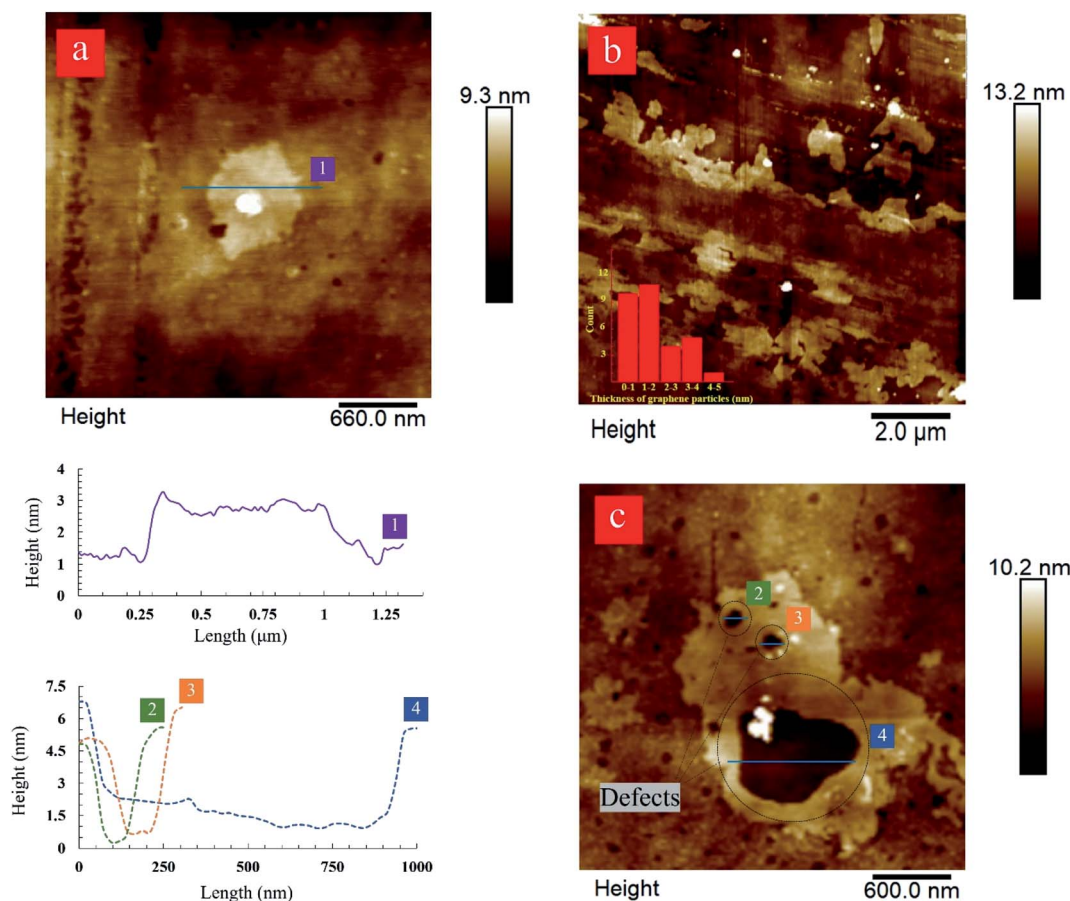 a
1
9.3 nm
Height
660.0 nm
b
13.2 nm
12
9
6
3
Count
0-1 1-2 2-3 3-4 4-5
Thickness of graphene particles (nm)
Height
2.0 µm
4
3
2
1
0
Height (nm)
1
0 0.25 0.5 0.75 1 1.25
Length (µm)
7.5
6
4.5
3
1.5
0
Height (nm)
2
3
4
0 250 500 750 1000
Length (nm)
c
2
3
4
Defects
10.2 nm
Height
600.0 nm